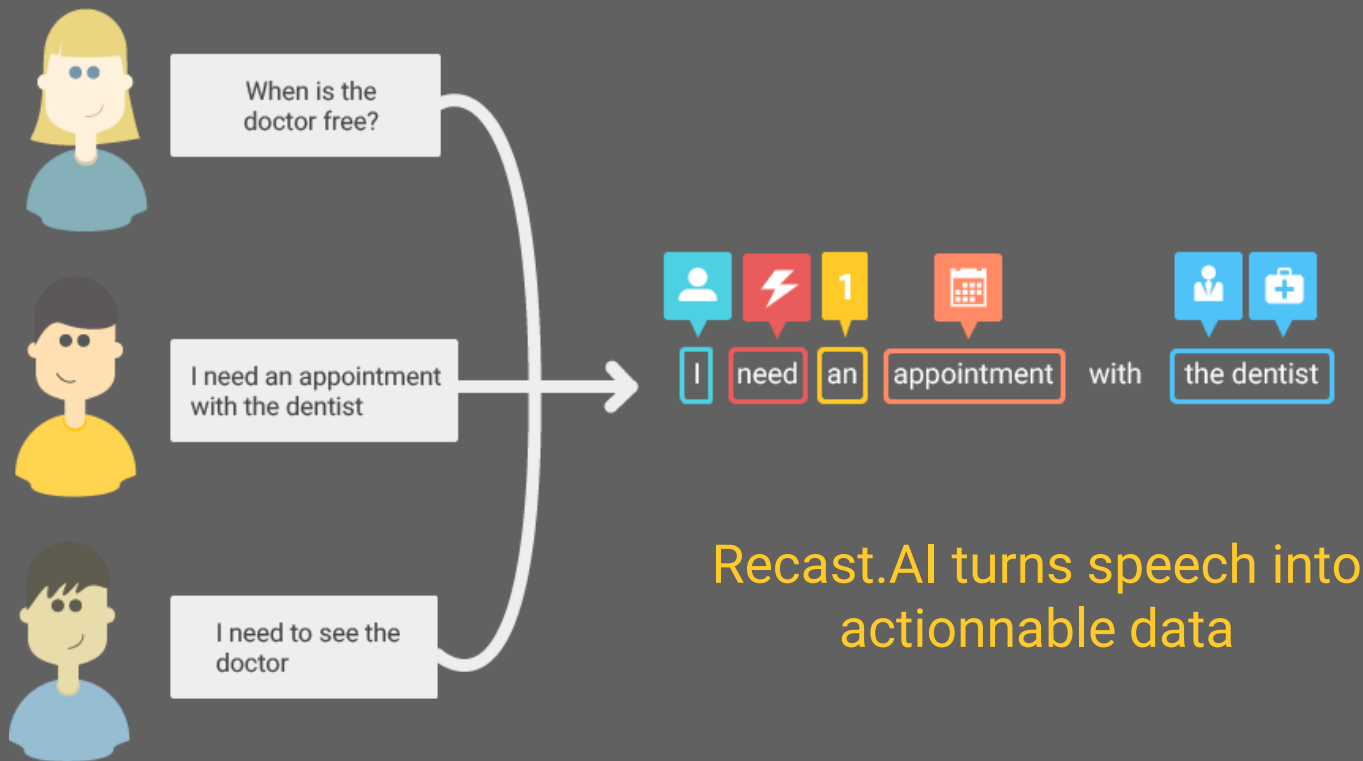 When is the
doctor free?
I need an appointment
with the dentist
I need to see the
doctor
1
I need an appointment with the dentist
Recast.AI turns speech into
actionnable data